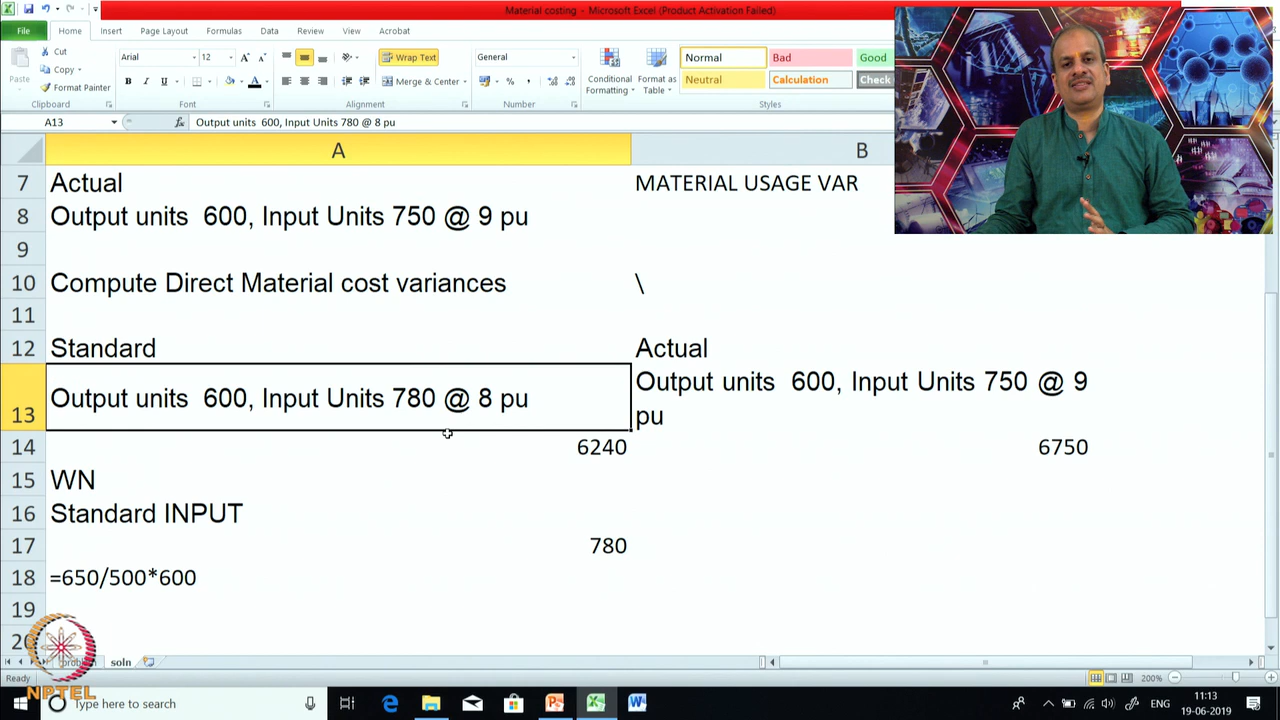 Material costing - Microsoft Excel (Product Activation Failed)
File Home Insert Page Layout Formulas Data Review View Acrobat
Paste
Cut
Copy
Format Painter
Clipboard
Arial 12
B I U
Font
Wrap Text
Merge & Center
Alignment
General
Number
Conditional Formatting
Format as Table
Normal Bad Good
Neutral Calculation Check
Styles
A13 fx Output units 600, Input Units 780 @ 8 pu
A B
7 Actual MATERIAL USAGE VAR
8 Output units 600, Input Units 750 @ 9 pu
9
10 Compute Direct Material cost variances \
11
12 Standard Actual
13 Output units 600, Input Units 780 @ 8 pu Output units 600, Input Units 750 @ 9
pu
14 6240 6750
15 WN
16 Standard INPUT
17 780
18 =650/500*600
19
20
soln
NPTEL
Ready 200%
Type here to search
ENG
11:13
19-06-2019